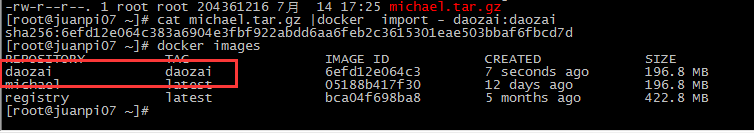 -rw-r--r--. 1 root root 204361216 7月  14 17:25 michael.tar.gz
[root@juanpi07 ~]# cat michael.tar.gz |docker  import - daozai:daozai
sha256:6efd12e064c383a6904e3fbf922abdd6aa6feb2c3615301eae503bbaf6fbcd7d
[root@juanpi07 ~]# docker images
REPOSITORY          TAG                 IMAGE ID            CREATED             SIZE
daozai              daozai              6efd12e064c3        7 seconds ago       196.8 MB
michael             latest              05188b417f30        12 days ago         196.8 MB
registry            latest              bca04f698ba8        5 months ago        422.8 MB
[root@juanpi07 ~]#